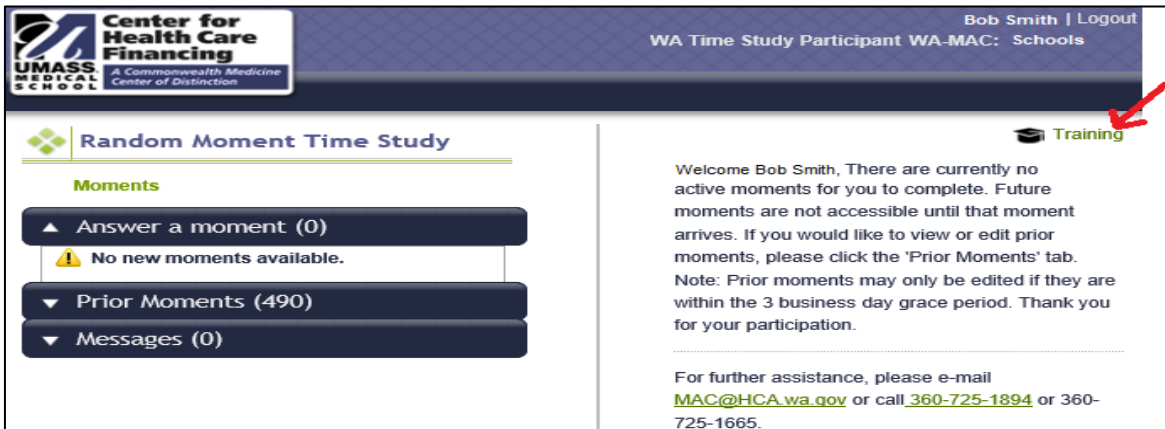 Center for
Health Care
Financing
UMASS
MEDICAL
SCHOOL
A Commonwealth Medicine
Center of Distinction
Bob Smith | Logout
WA Time Study Participant WA-MAC: Schools
Random Moment Time Study
Moments
Answer a moment (0)
No new moments available.
Prior Moments (490)
Messages (0)
Training
Welcome Bob Smith, There are currently no
active moments for you to complete. Future
moments are not accessible until that moment
arrives. If you would like to view or edit prior
moments, please click the 'Prior Moments' tab.
Note: Prior moments may only be edited if they are
within the 3 business day grace period. Thank you
for your participation.
For further assistance, please e-mail
MAC@HCA.wa.gov or call 360-725-1894 or 360-
725-1665.